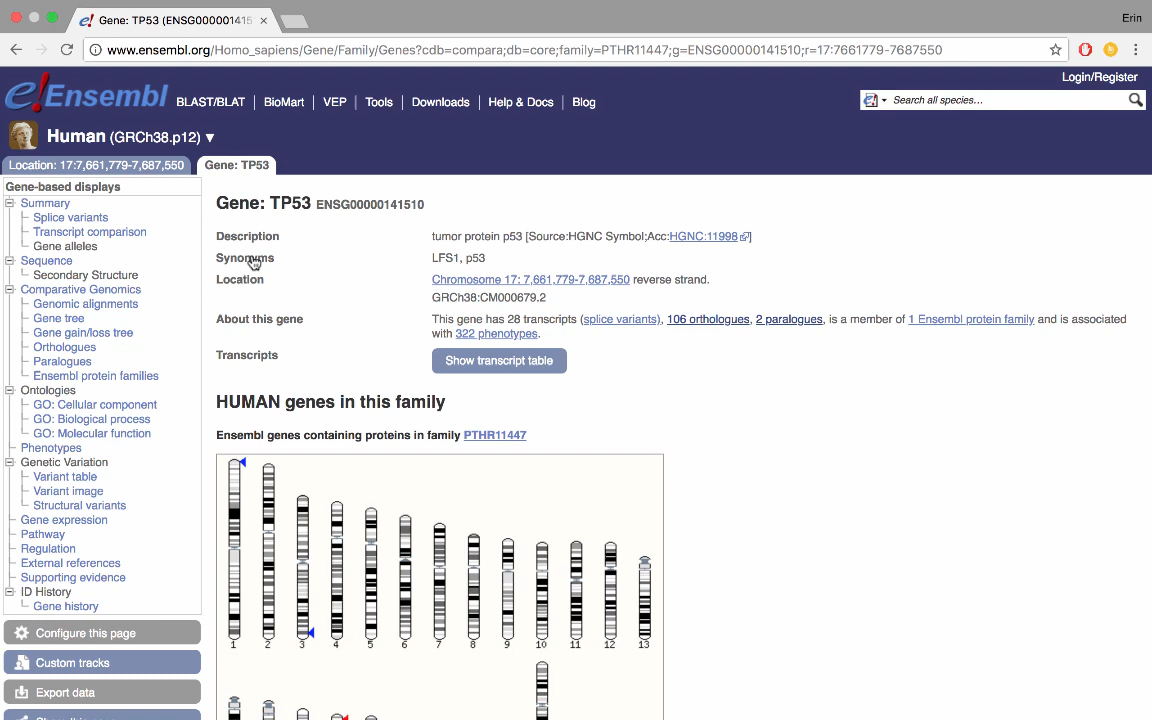 Gene: TP53 (ENSG0000014151
Erin
www.ensembl.org/Homo_sapiens/Gene/Family/Genes?cdb=compara;db=core;family=PTHR11447;g=ENSG00000141510;r=17:7661779-7687550
Login/Register
e!Ensembl
BLAST/BLAT | BioMart | VEP | Tools | Downloads | Help & Docs | Blog
e! Search all species...
Human (GRCh38.p12) ▼
Location: 17:7,661,779-7,687,550
Gene: TP53
Gene-based displays
Summary
Splice variants
Transcript comparison
Gene alleles
Sequence
Secondary Structure
Comparative Genomics
Genomic alignments
Gene tree
Gene gain/loss tree
Orthologues
Paralogues
Ensembl protein families
Ontologies
GO: Cellular component
GO: Biological process
GO: Molecular function
Phenotypes
Genetic Variation
Variant table
Variant image
Structural variants
Gene expression
Pathway
Regulation
External references
Supporting evidence
ID History
Gene history
Configure this page
Custom tracks
Export data
Gene: TP53 ENSG00000141510
Description tumor protein p53 [Source:HGNC Symbol;Acc:HGNC:11998]
Synonyms LFS1, p53
Location Chromosome 17: 7,661,779-7,687,550 reverse strand.
GRCh38:CM000679.2
About this gene This gene has 28 transcripts (splice variants), 106 orthologues, 2 paralogues, is a member of 1 Ensembl protein family and is associated
with 322 phenotypes.
Transcripts Show transcript table
HUMAN genes in this family
Ensembl genes containing proteins in family PTHR11447
1 2 3 4 5 6 7 8 9 10 11 12 13